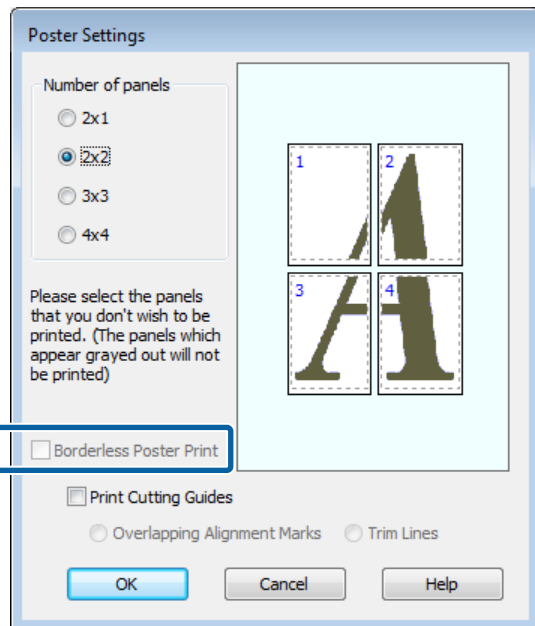 Poster Settings
Number of panels
2x1
2x2
3x3
4x4
1
2
3
4
Please select the panels
that you don't wish to be
printed. (The panels which
appear grayed out will not
be printed)
Borderless Poster Print
Print Cutting Guides
Overlapping Alignment Marks Trim Lines
OK Cancel Help